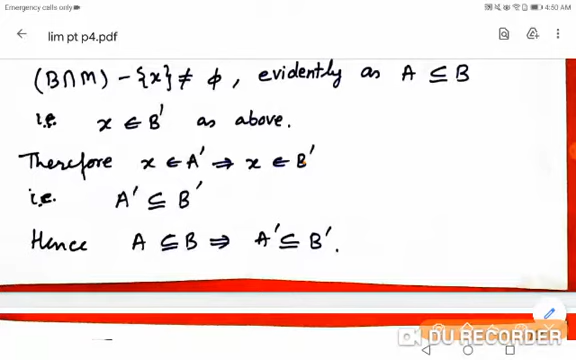 Emergency calls only
4:50 AM
lim pt p4.pdf
(B∩M) - {x} ≠ ϕ, evidently as A ⊆ B
i.e x ∈ B' as above.
Therefore x ∈ A' ⇒ x ∈ B'
i.e. A' ⊆ B'
Hence A ⊆ B ⇒ A' ⊆ B'.
DU RECORDER